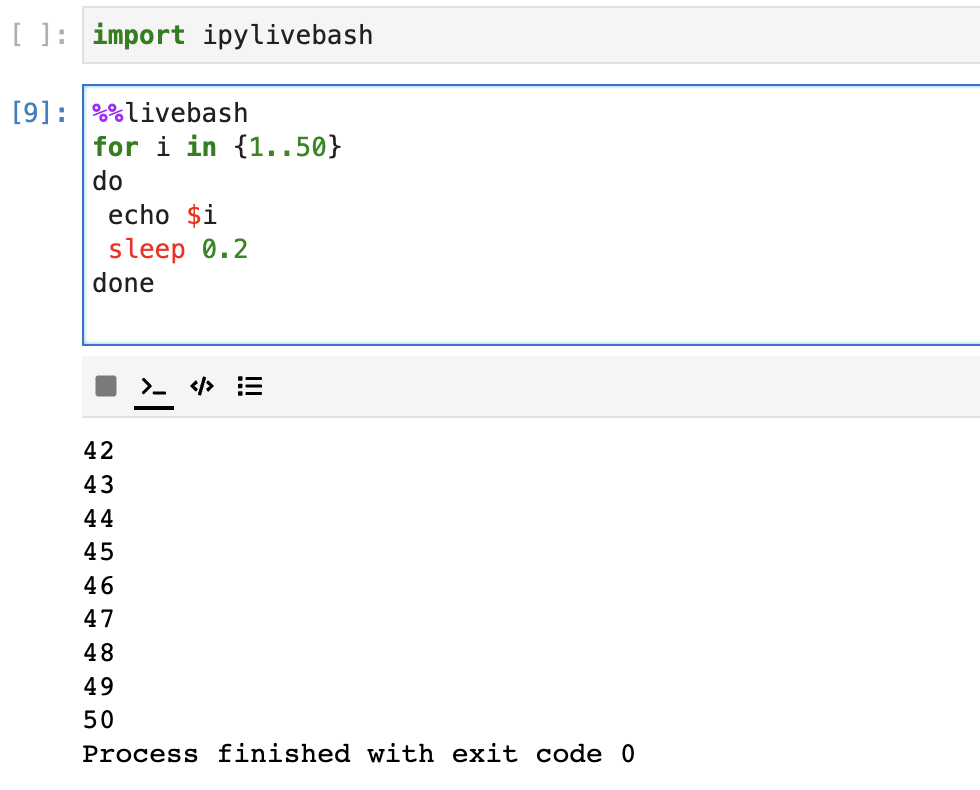 [ ]: import ipylivebash
[9]: %%livebash
for i in {1..50}
do
 echo $i
 sleep 0.2
done
>_ </>
42
43
44
45
46
47
48
49
50
Process finished with exit code 0